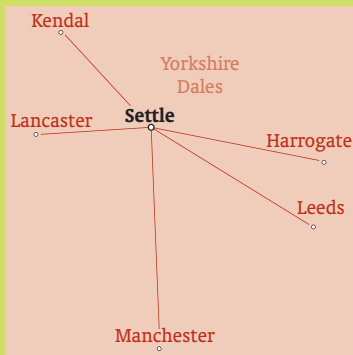 Kendal
Yorkshire
Dales
Settle
Lancaster
Harrogate
Leeds
Manchester